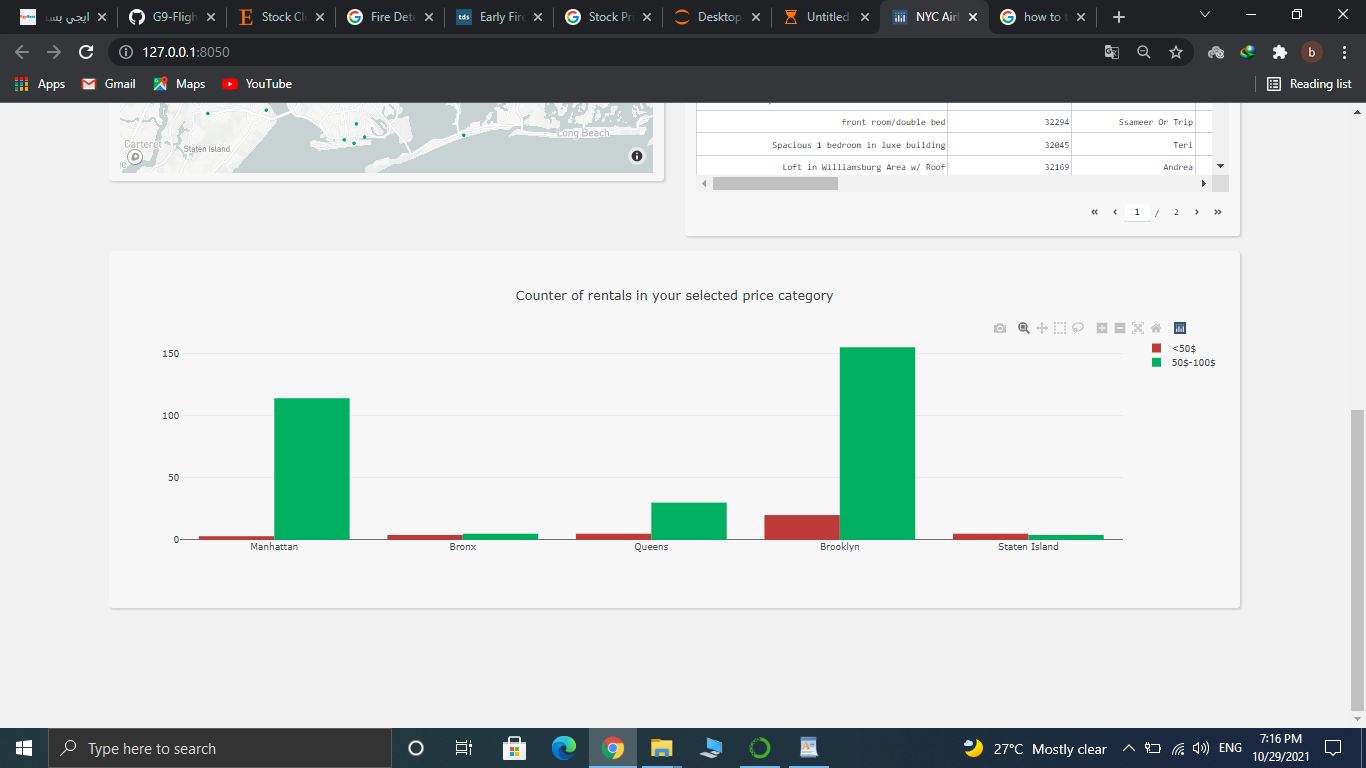 ايجي بست
G9-Fligh
Stock Cl
Fire Det
tds
Early Fire
Stock Pr
Desktop
Untitled
NYC Airl
how to t
127.0.0.1:8050
b
Apps
Gmail
Maps
YouTube
Reading list
Carteret
Staten Island
Long Beach
front room/double bed 32294 Ssameer Or Trip
Spacious 1 bedroom in luxe building 32045 Teri
Loft in Williamsburg Area w/ Roof 32169 Andrea
« ‹ 1 / 2 › »
Counter of rentals in your selected price category
<50$
50$-100$
150
100
50
0
Manhattan Bronx Queens Brooklyn Staten Island
Type here to search
27°C Mostly clear
ENG
7:16 PM
10/29/2021